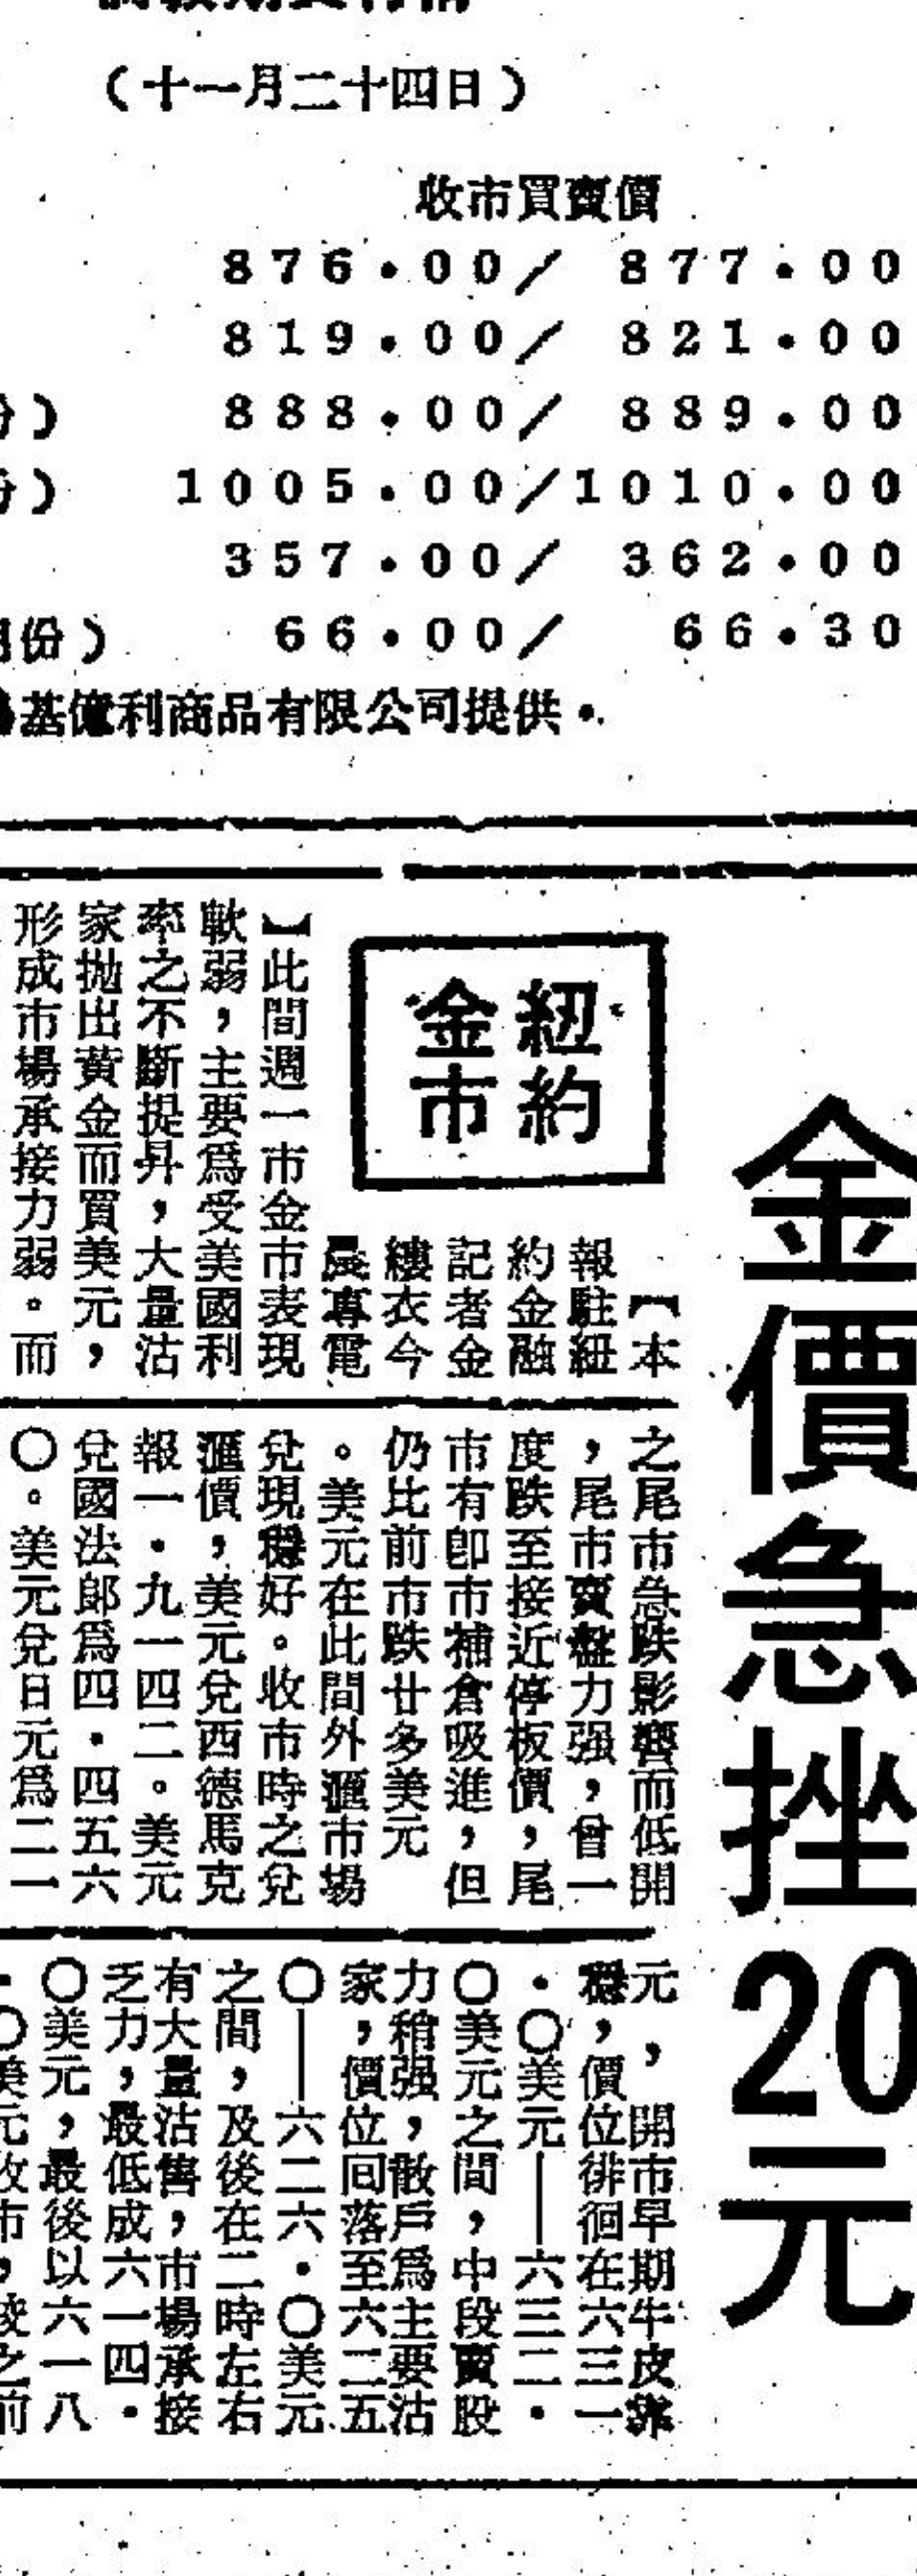 （十一月二十四日）
收市買賣價
876.00/ 877.00
819.00/ 821.00
份） 888.00/ 889.00
份） 1005.00/1010.00
357.00/ 362.00
月份） 66.00/ 66.30
基億利商品有限公司提供．
金價急挫20元
紐約
金市
【本
報駐紐
約金融
記者金
縷衣今
晨專電
】此間週一市金市表現
軟弱，主要爲受美國利
率之不斷提昇，大量沽
家抛出黄金而買美元，
形成市場承接力弱。而
之尾市急跌影響而低開
，尾市賣盤力强，曾一
度跌至接近停板價，尾
市有卽市補倉吸進，但
仍比前市跌廿多美元
。美元在此間外滙市場
兌現穩好。收市時之兌
滙價，美元兌西德馬克
報一．九一四二。美元
兌國法郎爲四．四五六
〇。美元兌日元爲二一
元，開市早期牛皮靠
穩，價位徘徊在六三一
．〇美元——六三二．
〇美元之間，中段賣股
力稍强，散戶爲主要沽
家，價位回落至六二五
〇——六二六．〇美元
之間，及後在二時左右
有大量沽售，市場承接
乏力，最低成六一四．
〇美元，最後以六一八
．〇美元收市，較之前